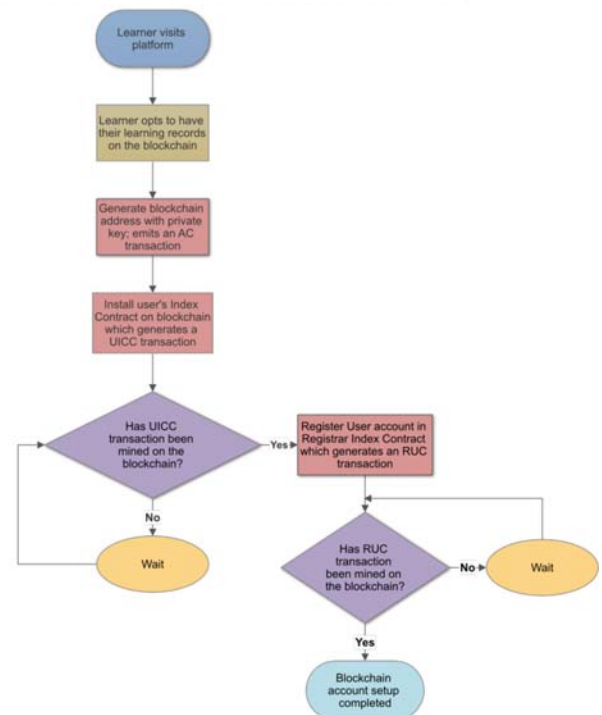 Learner visits
platform
Learner opts to have
their learning records
on the blockchain
Generate blockchain
address with private
key; emits an AC
transaction
Install user's Index
Contract on blockchain
which generates a
UICC transaction
Has UICC
transaction been
mined on the
blockchain?
Yes
Register User account in
Registrar Index Contract
which generates an RUC
transaction
No
Wait
Has RUC
transaction
been mined on
the blockchain?
No
Wait
Yes
Blockchain
account setup
completed